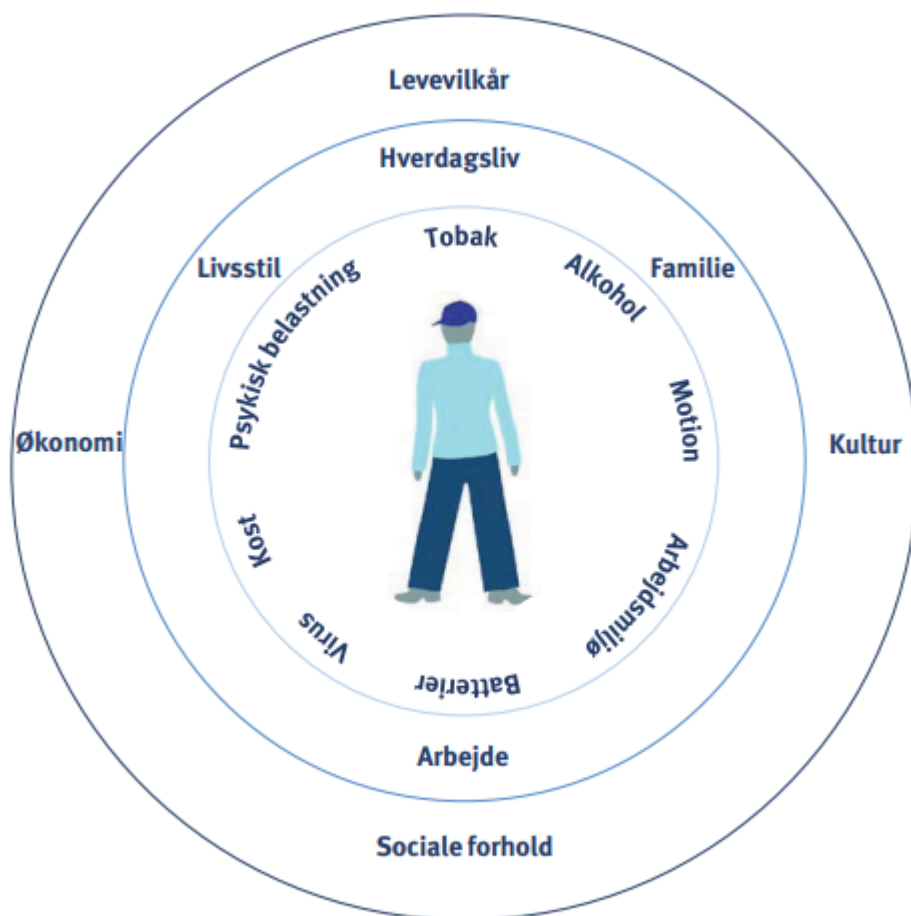 Levevilkår
Hverdagsliv
Tobak
Livsstil
Alkohol
Familie
Psykisk belastning
Motion
Økonomi
Kultur
Kost
Arbejdsmiljø
Virus
Batterier
Arbejde
Sociale forhold